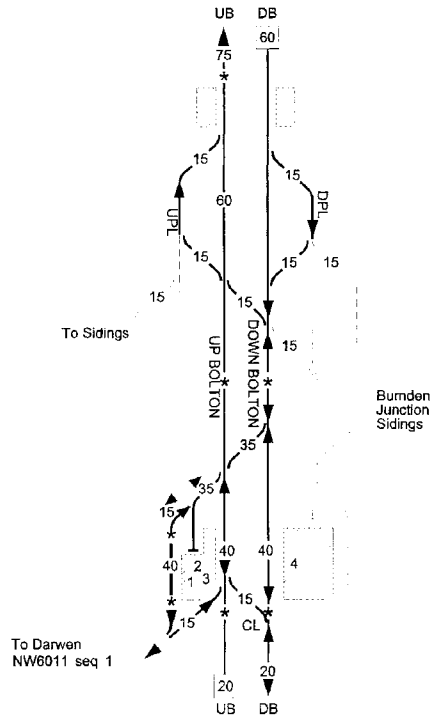 UB DB
60
75
15 15
60
UPL
DPL
15 15 15
15 15
To Sidings
15
UP BOLTON
DOWN BOLTON
Burnden
Junction
Sidings
35
35
15
40 40 40
2 4
1 3
15
15
CL
To Darwen
NW6011 seq 1
20 20
UB DB